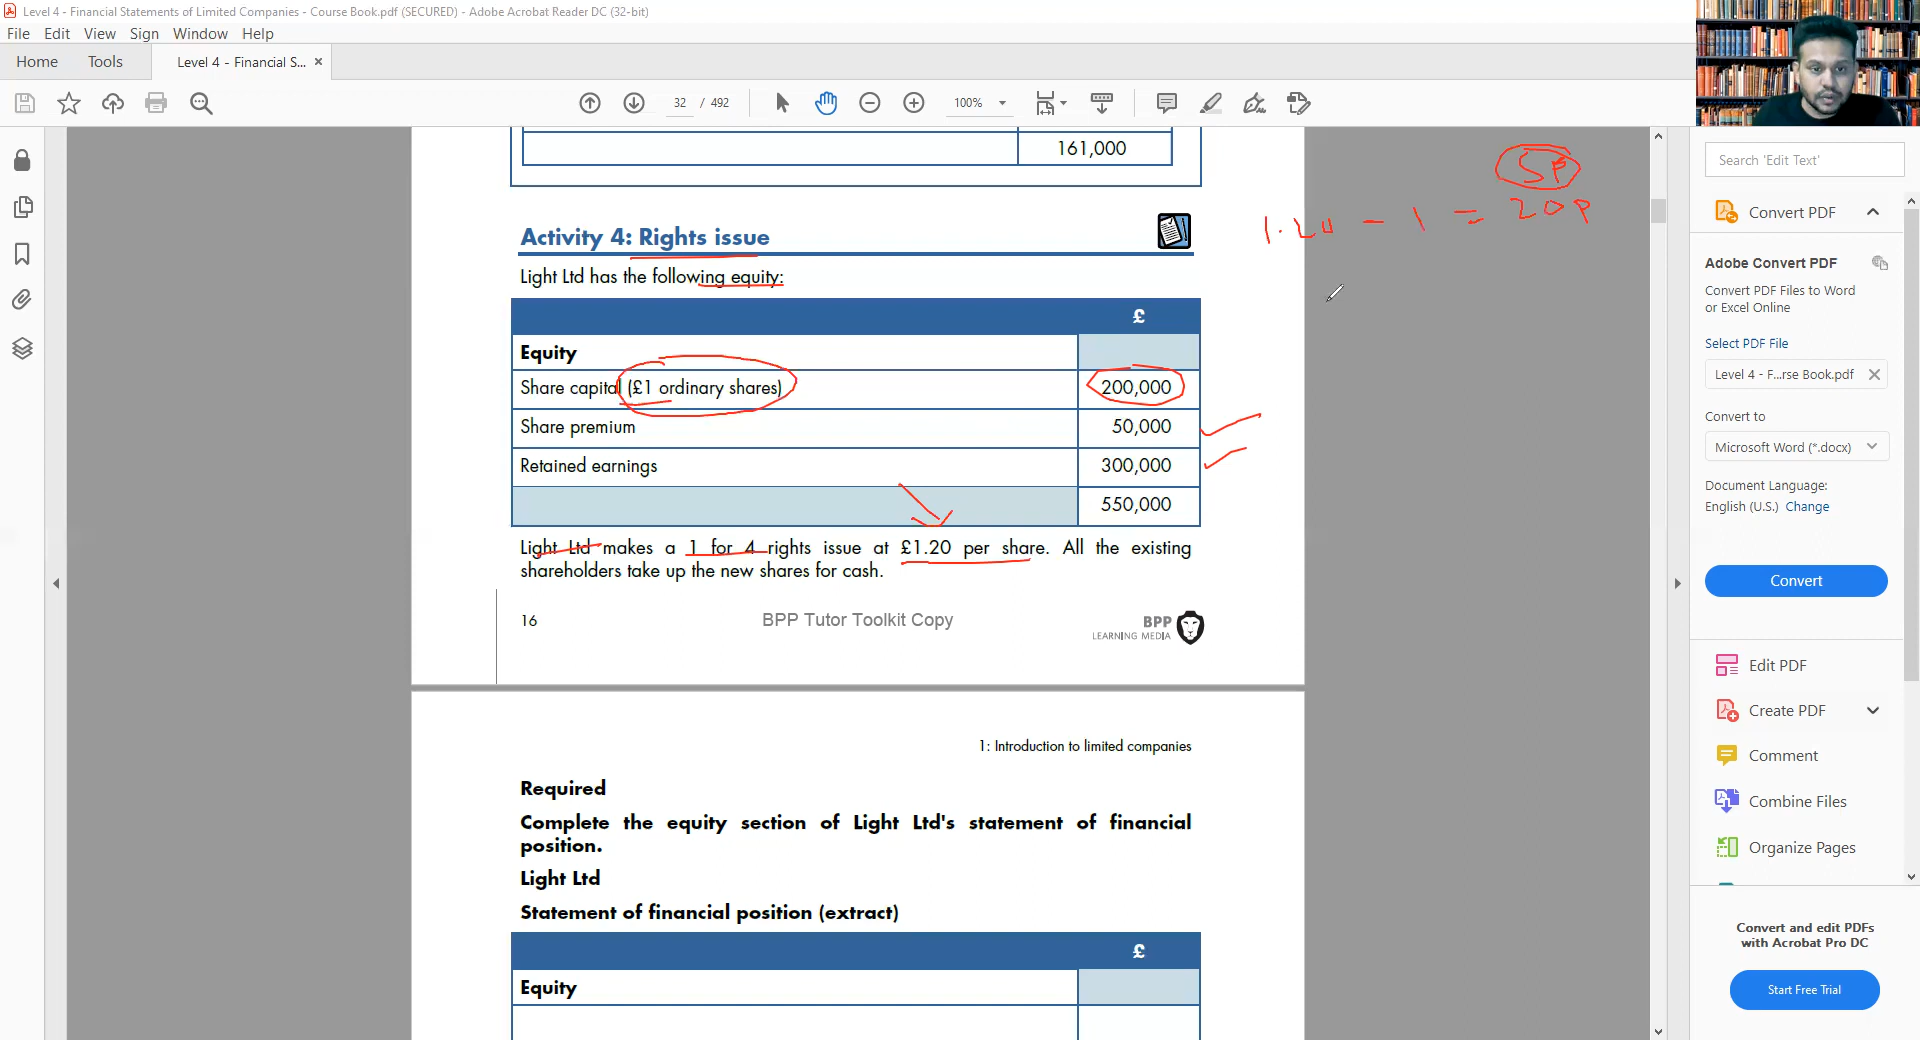 Level 4 - Financial Statements of Limited Companies - Course Book.pdf (SECURED) - Adobe Acrobat Reader DC (32-bit)
File Edit View Sign Window Help
Home Tools Level 4 - Financial S... ×
32 / 492 100%
161,000
SP
1.20 - 1 = 20p
Activity 4: Rights issue
Light Ltd has the following equity:
£
Equity
Share capital (£1 ordinary shares) 200,000
Share premium 50,000
Retained earnings 300,000
550,000
Light Ltd makes a 1 for 4 rights issue at £1.20 per share. All the existing
shareholders take up the new shares for cash.
16 BPP Tutor Toolkit Copy BPP
LEARNING MEDIA
1: Introduction to limited companies
Required
Complete the equity section of Light Ltd's statement of financial
position.
Light Ltd
Statement of financial position (extract)
£
Equity
Search 'Edit Text'
Convert PDF
Adobe Convert PDF
Convert PDF Files to Word
or Excel Online
Select PDF File
Level 4 - F...rse Book.pdf
Convert to
Microsoft Word (*.docx)
Document Language:
English (U.S.) Change
Convert
Edit PDF
Create PDF
Comment
Combine Files
Organize Pages
Convert and edit PDFs
with Acrobat Pro DC
Start Free Trial